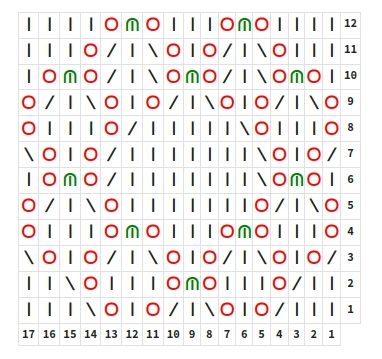 | | | | O ⋒ O | | | O ⋒ O | | | | 12
| | | O / | \ O | O / | \ O | | | 11
| O ⋒ O / | \ O ⋒ O / | \ O ⋒ O | 10
O / | \ O | O / | \ O | O / | \ O 9
O | | | O / | | | | | \ O | | | O 8
\ O | O / | | | | | | | \ O | O / 7
| O ⋒ O / | | | | | | | \ O ⋒ O | 6
O / | \ O | | | | | | | O / | \ O 5
O | | | O ⋒ O | | | O ⋒ O | | | O 4
\ O | O / | \ O | O / | \ O | O / 3
| | \ O | | | O ⋒ O | | | O / | | 2
| | | \ O | O / | \ O | O / | | | 1
17 16 15 14 13 12 11 10 9 8 7 6 5 4 3 2 1